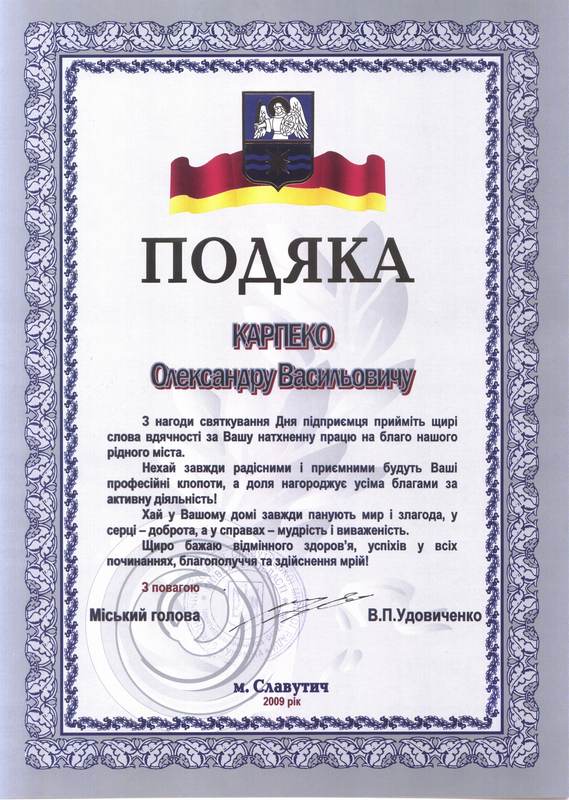 ПОДЯКА
КАРПЕКО
Олександру Васильовичу
З нагоди святкування Дня підприємця прийміть щирі
слова вдячності за Вашу натхненну працю на благо нашого
рідного міста.
Нехай завжди радісними і приємними будуть Ваші
професійні клопоти, а доля нагороджує усіма благами за
активну діяльність!
Хай у Вашому домі завжди панують мир і злагода, у
серці – доброта, а у справах – мудрість і виваженість.
Щиро бажаю відмінного здоров'я, успіхів у всіх
починаннях, благополуччя та здійснення мрій!
З повагою
Міський голова В.П.Удовиченко
м. Славутич
2009 рік